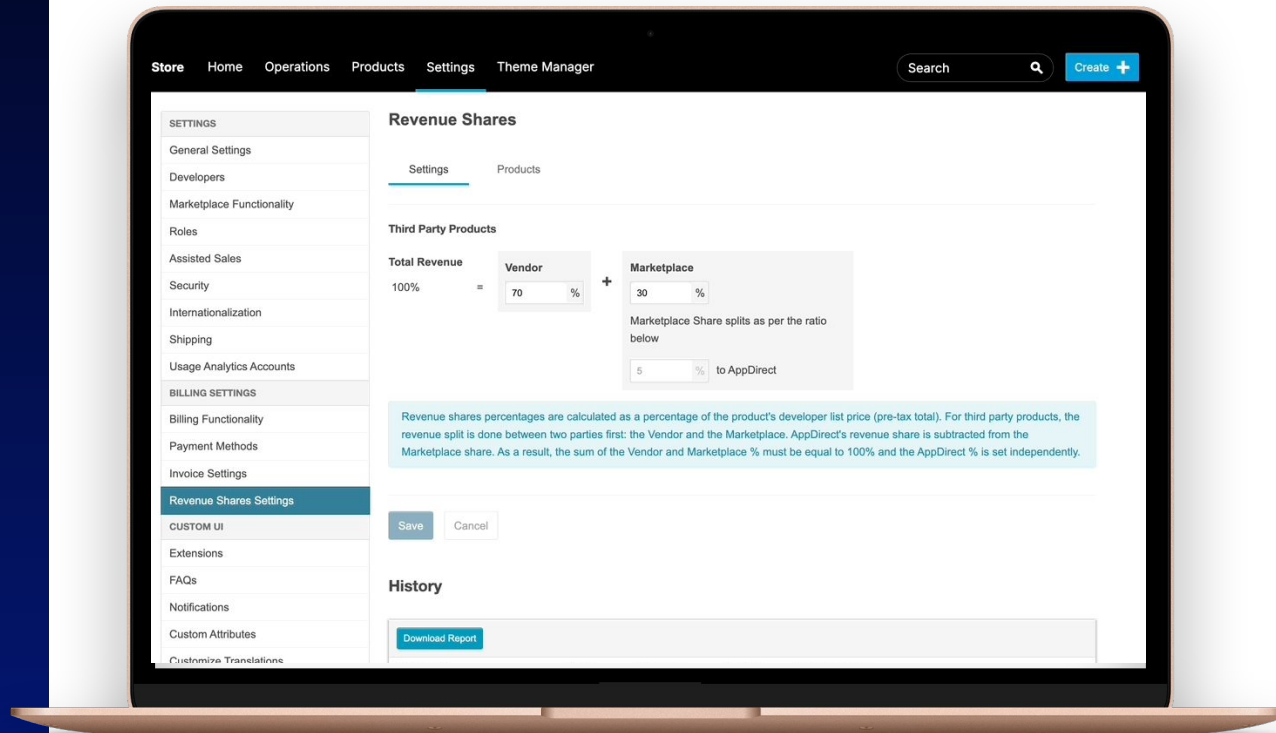 Store Home Operations Products Settings Theme Manager Search Create
SETTINGS
General Settings
Developers
Marketplace Functionality
Roles
Assisted Sales
Security
Internationalization
Shipping
Usage Analytics Accounts
BILLING SETTINGS
Billing Functionality
Payment Methods
Invoice Settings
Revenue Shares Settings
CUSTOM UI
Extensions
FAQs
Notifications
Custom Attributes
Customize Translations
Revenue Shares
Settings Products
Third Party Products
Total Revenue
100%
=
Vendor
70 %
+
Marketplace
30 %
Marketplace Share splits as per the ratio
below
5 % to AppDirect
Revenue shares percentages are calculated as a percentage of the product's developer list price (pre-tax total). For third party products, the
revenue split is done between two parties first: the Vendor and the Marketplace. AppDirect's revenue share is subtracted from the
Marketplace share. As a result, the sum of the Vendor and Marketplace % must be equal to 100% and the AppDirect % is set independently.
Save Cancel
History
Download Report